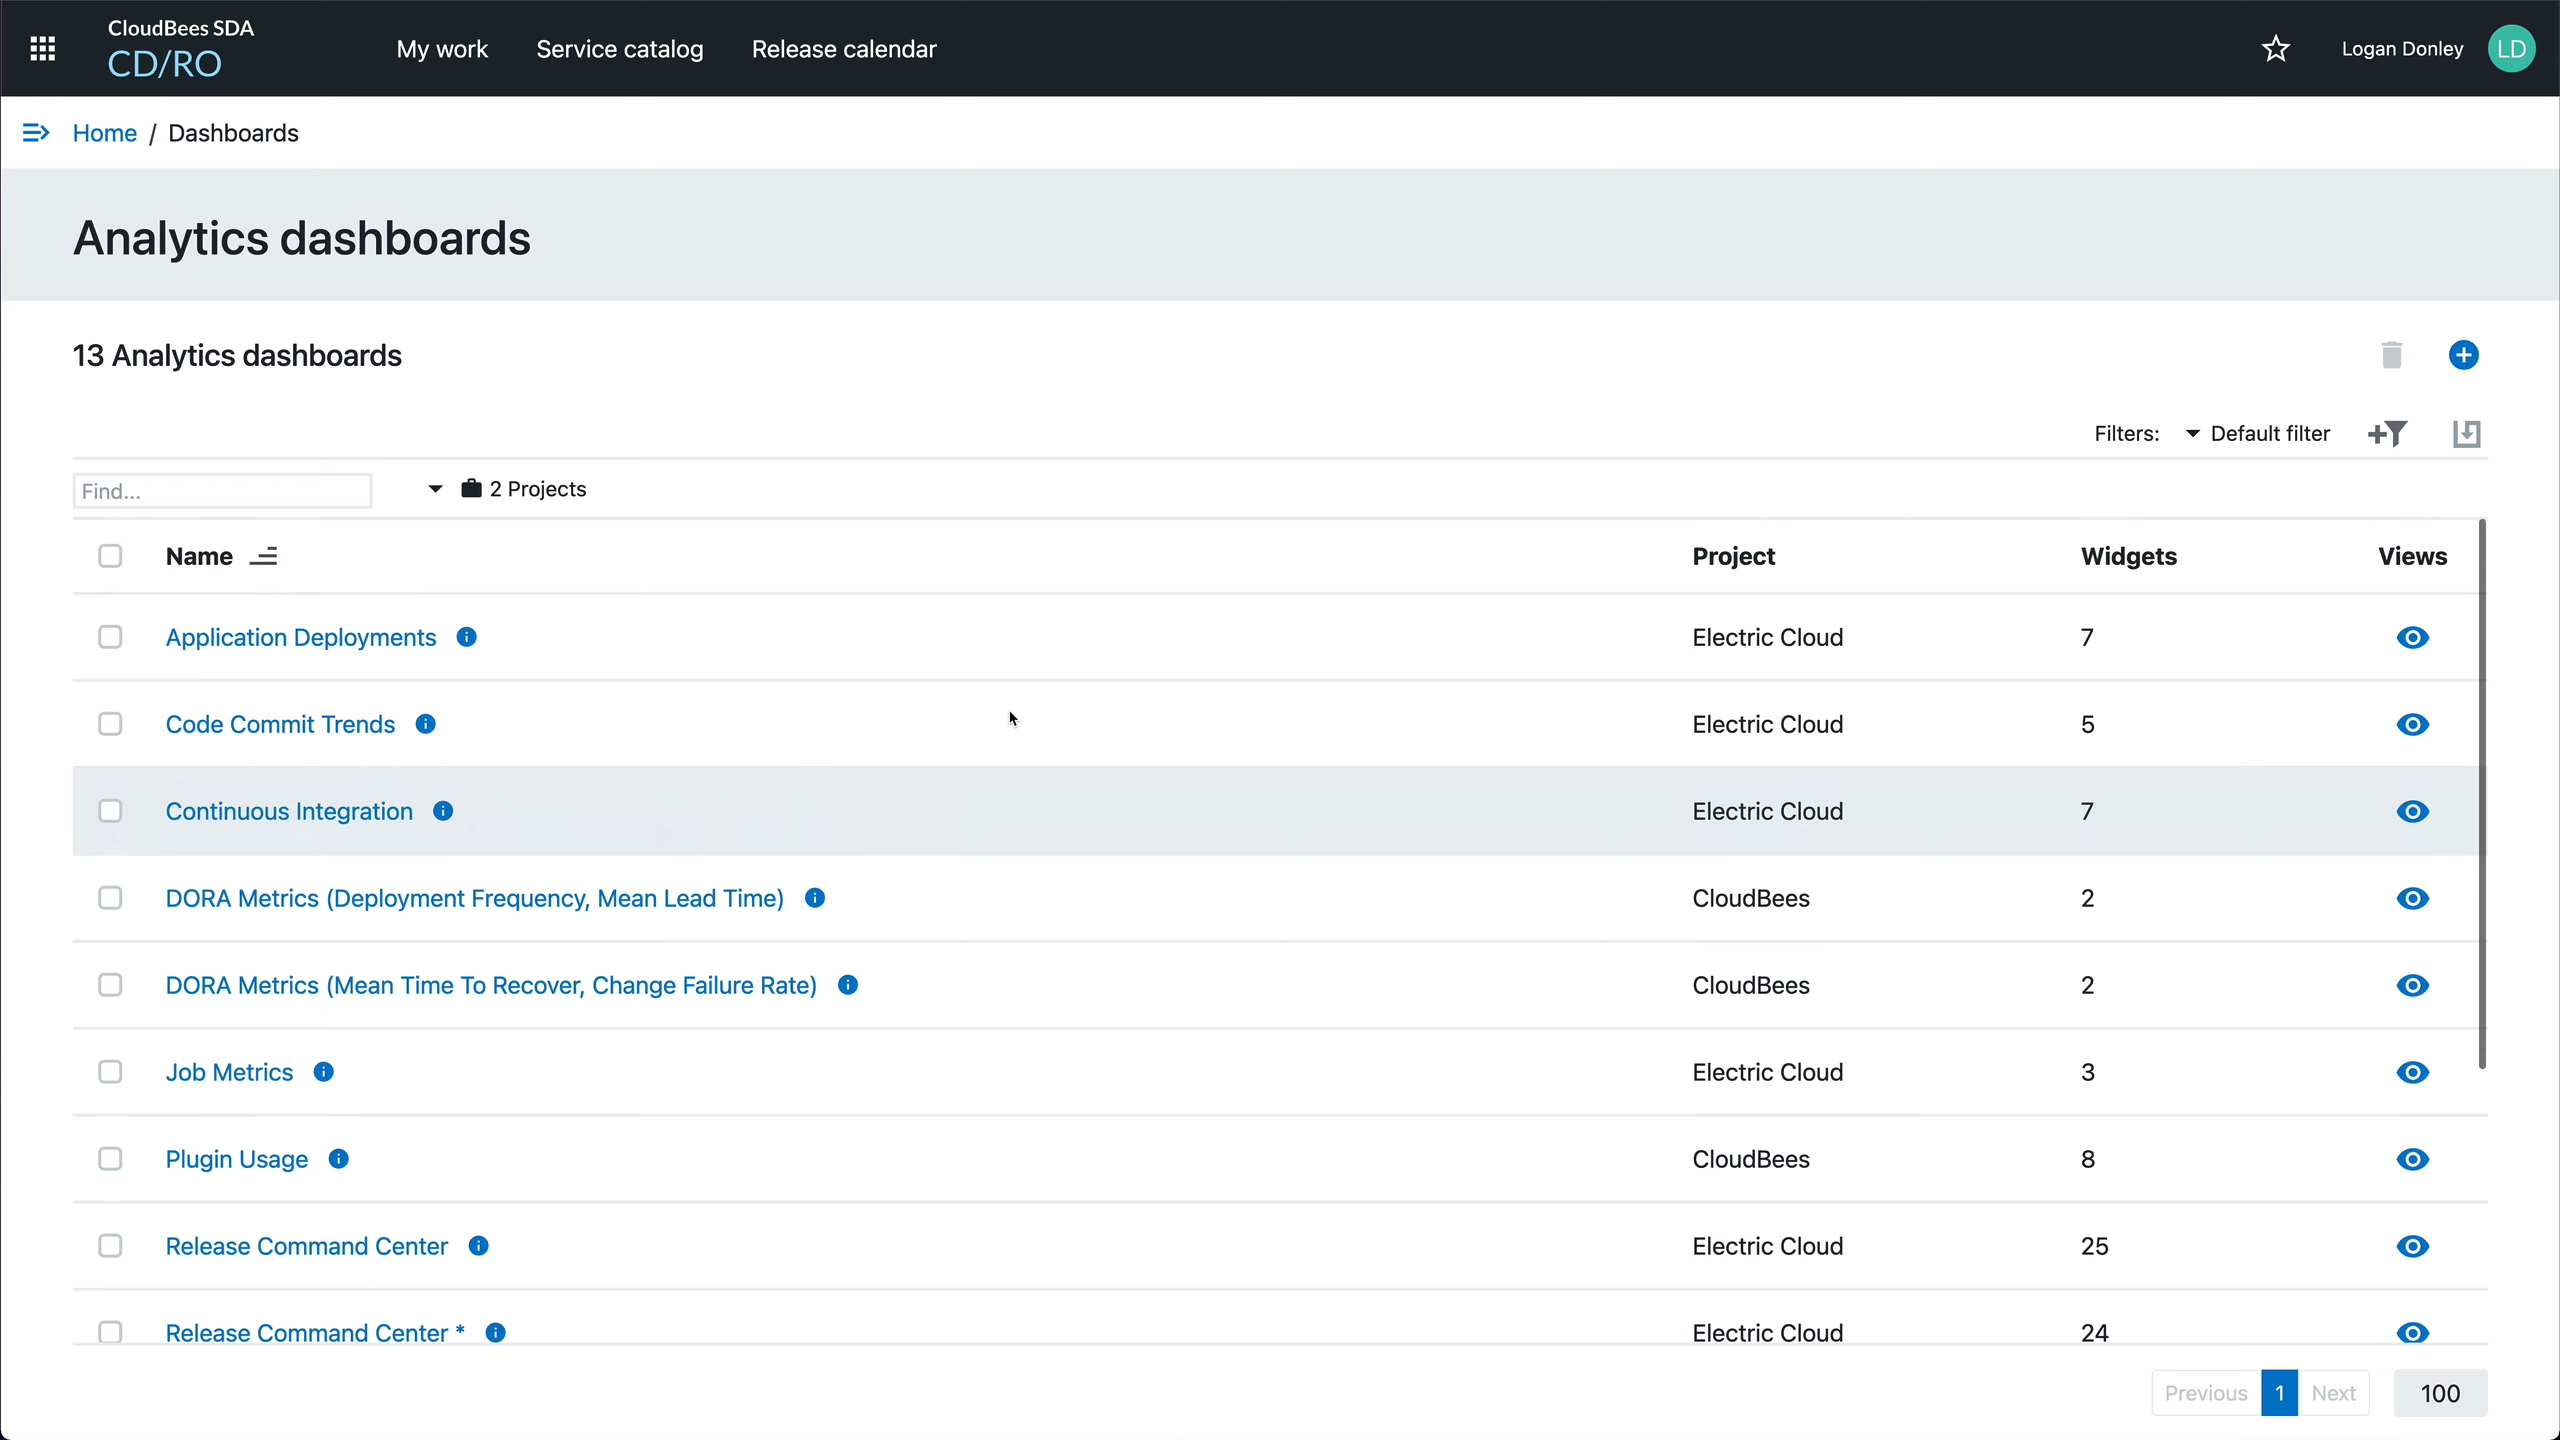 CloudBees SDA
CD/RO
My work
Service catalog
Release calendar
Logan Donley
LD
Home / Dashboards
Analytics dashboards
13 Analytics dashboards
Filters: Default filter
Find...
2 Projects
Name Project Widgets Views
Application Deployments Electric Cloud 7
Code Commit Trends Electric Cloud 5
Continuous Integration Electric Cloud 7
DORA Metrics (Deployment Frequency, Mean Lead Time) CloudBees 2
DORA Metrics (Mean Time To Recover, Change Failure Rate) CloudBees 2
Job Metrics Electric Cloud 3
Plugin Usage CloudBees 8
Release Command Center Electric Cloud 25
Release Command Center * Electric Cloud 24
Previous 1 Next 100